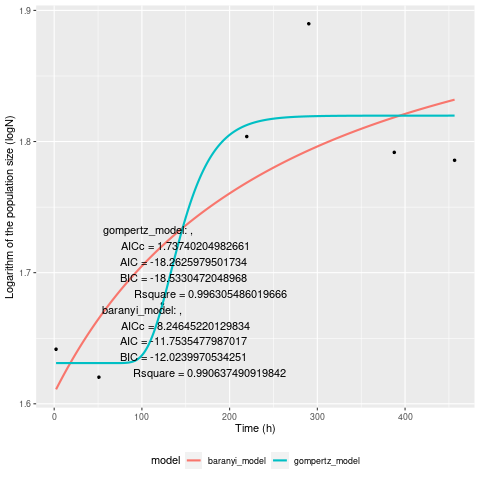 1.9
1.8
1.7
1.6
Logarithm of the population size (logN)
gompertz_model: ,
AICc = 1.73740204982661
AIC = -18.2625979501734
BIC = -18.5330472048968
Rsquare = 0.996305486019666
baranyi_model: ,
AICc = 8.24645220129834
AIC = -11.7535477987017
BIC = -12.0239970534251
Rsquare = 0.990637490919842
0 100 200 300 400
Time (h)
model baranyi_model gompertz_model